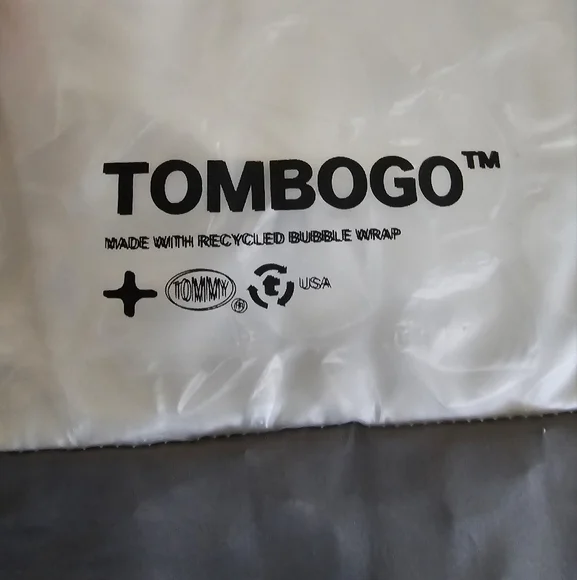 TOMBOGO™
MADE WITH RECYCLED BUBBLE WRAP
TOMMY ® t USA